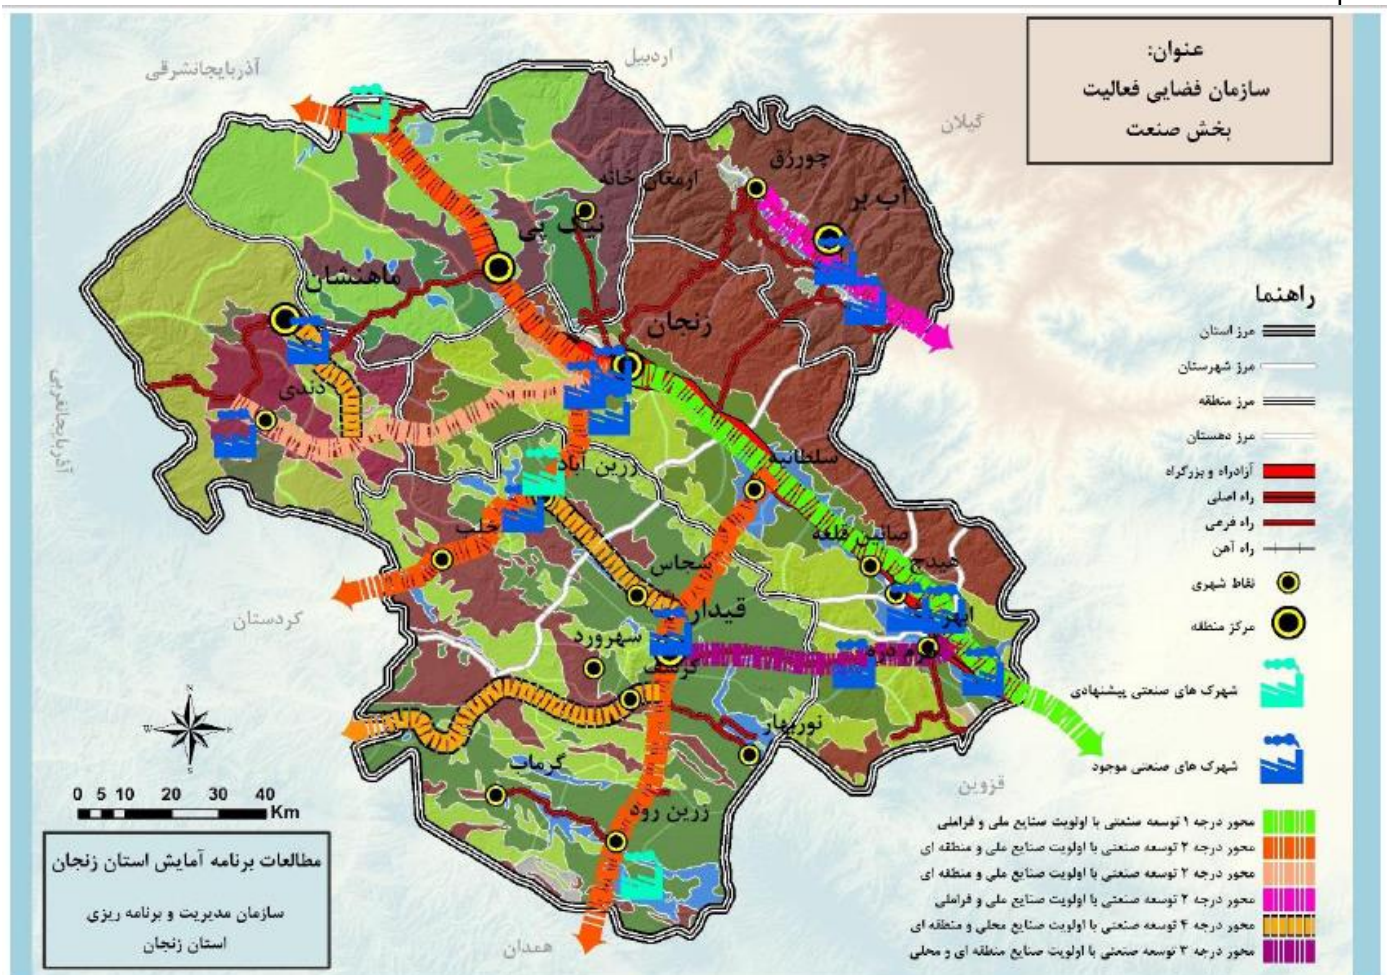 عنوان:
سازمان فضایی فعالیت
بخش صنعت
اردبیل
آذربایجانشرقی
گیلان
چورزق
ارمغان خانه
آب بر
نیک پی
ماهنشان
زنجان
دندی
آذربایجانغربی
سلطانیه
زرین آباد
صائین قلعه
حلب
هیدج
سجاس
ابهر
قیدار
کردستان
سهرورد
خرم دره
گرسف
نوربهار
گرماب
قزوین
زرین رود
همدان
راهنما
مرز استان
مرز شهرستان
مرز منطقه
مرز دهستان
آزادراه و بزرگراه
راه اصلی
راه فرعی
راه آهن
نقاط شهری
مرکز منطقه
شهرک های صنعتی پیشنهادی
شهرک های صنعتی موجود
محور درجه ۱ توسعه صنعتی با اولویت صنایع ملی و فراملی
محور درجه ۲ توسعه صنعتی با اولویت صنایع ملی و منطقه ای
محور درجه ۲ توسعه صنعتی با اولویت صنایع ملی و منطقه ای
محور درجه ۲ توسعه صنعتی با اولویت صنایع ملی و فراملی
محور درجه ۴ توسعه صنعتی با اولویت صنایع محلی و منطقه ای
محور درجه ۳ توسعه صنعتی با اولویت صنایع منطقه ای و محلی
N
W E
S
0 5 10 20 30 40
Km
مطالعات برنامه آمایش استان زنجان
سازمان مدیریت و برنامه ریزی
استان زنجان